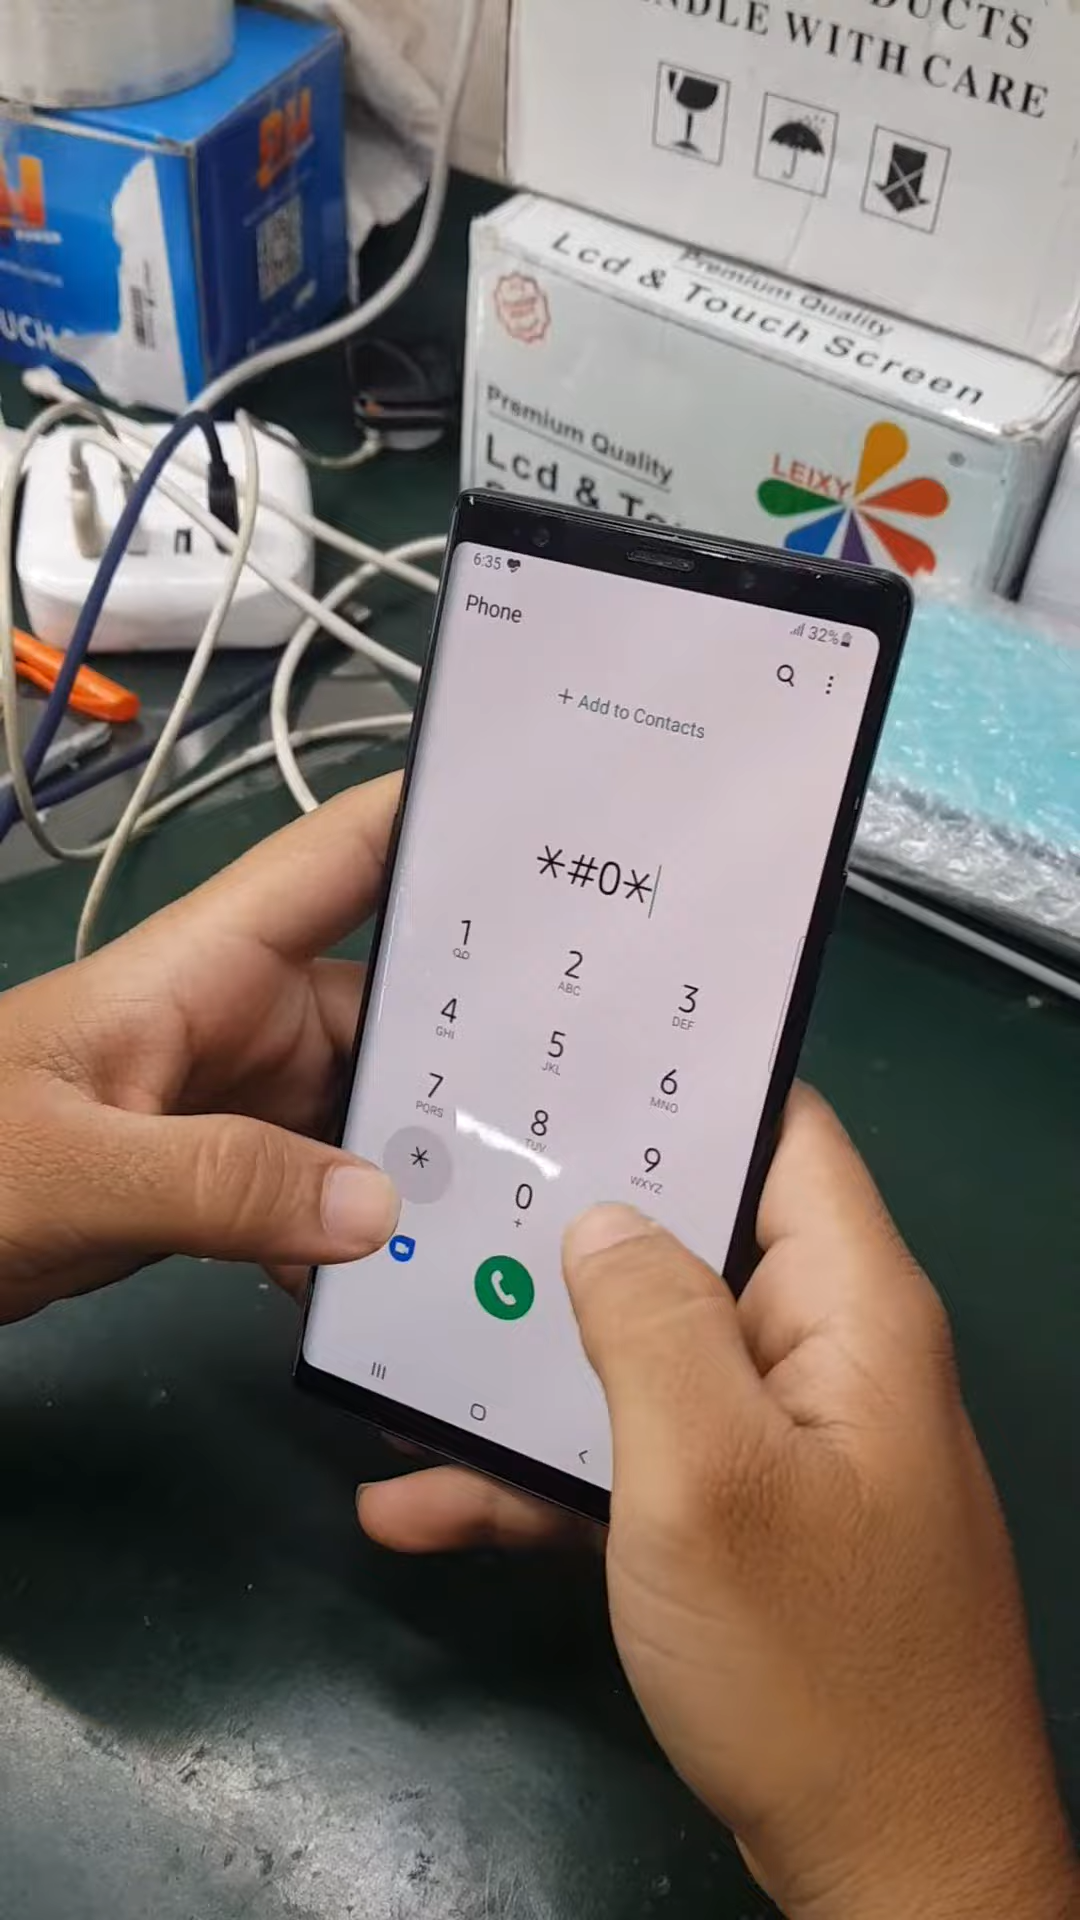 DUCTS
NDLE WITH CARE
Premium Quality
Lcd & Touch Screen
Premium Quality
Lcd & To
LEIXY
®
6:35
32%
Phone
+ Add to Contacts
*#0*
1
2 ABC
3 DEF
4 GHI
5 JKL
6 MNO
7 PQRS
8 TUV
9 WXYZ
*
0 +